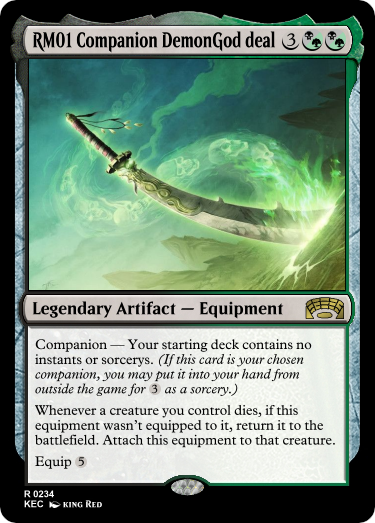 RM01 Companion DemonGod deal 3
Legendary Artifact — Equipment
Companion — Your starting deck contains no
instants or sorcerys. (If this card is your chosen
companion, you may put it into your hand from
outside the game for 3 as a sorcery.)
Whenever a creature you control dies, if this
equipment wasn't equipped to it, return it to the
battlefield. Attach this equipment to that creature.
Equip 5
R 0234
KEC KING RED